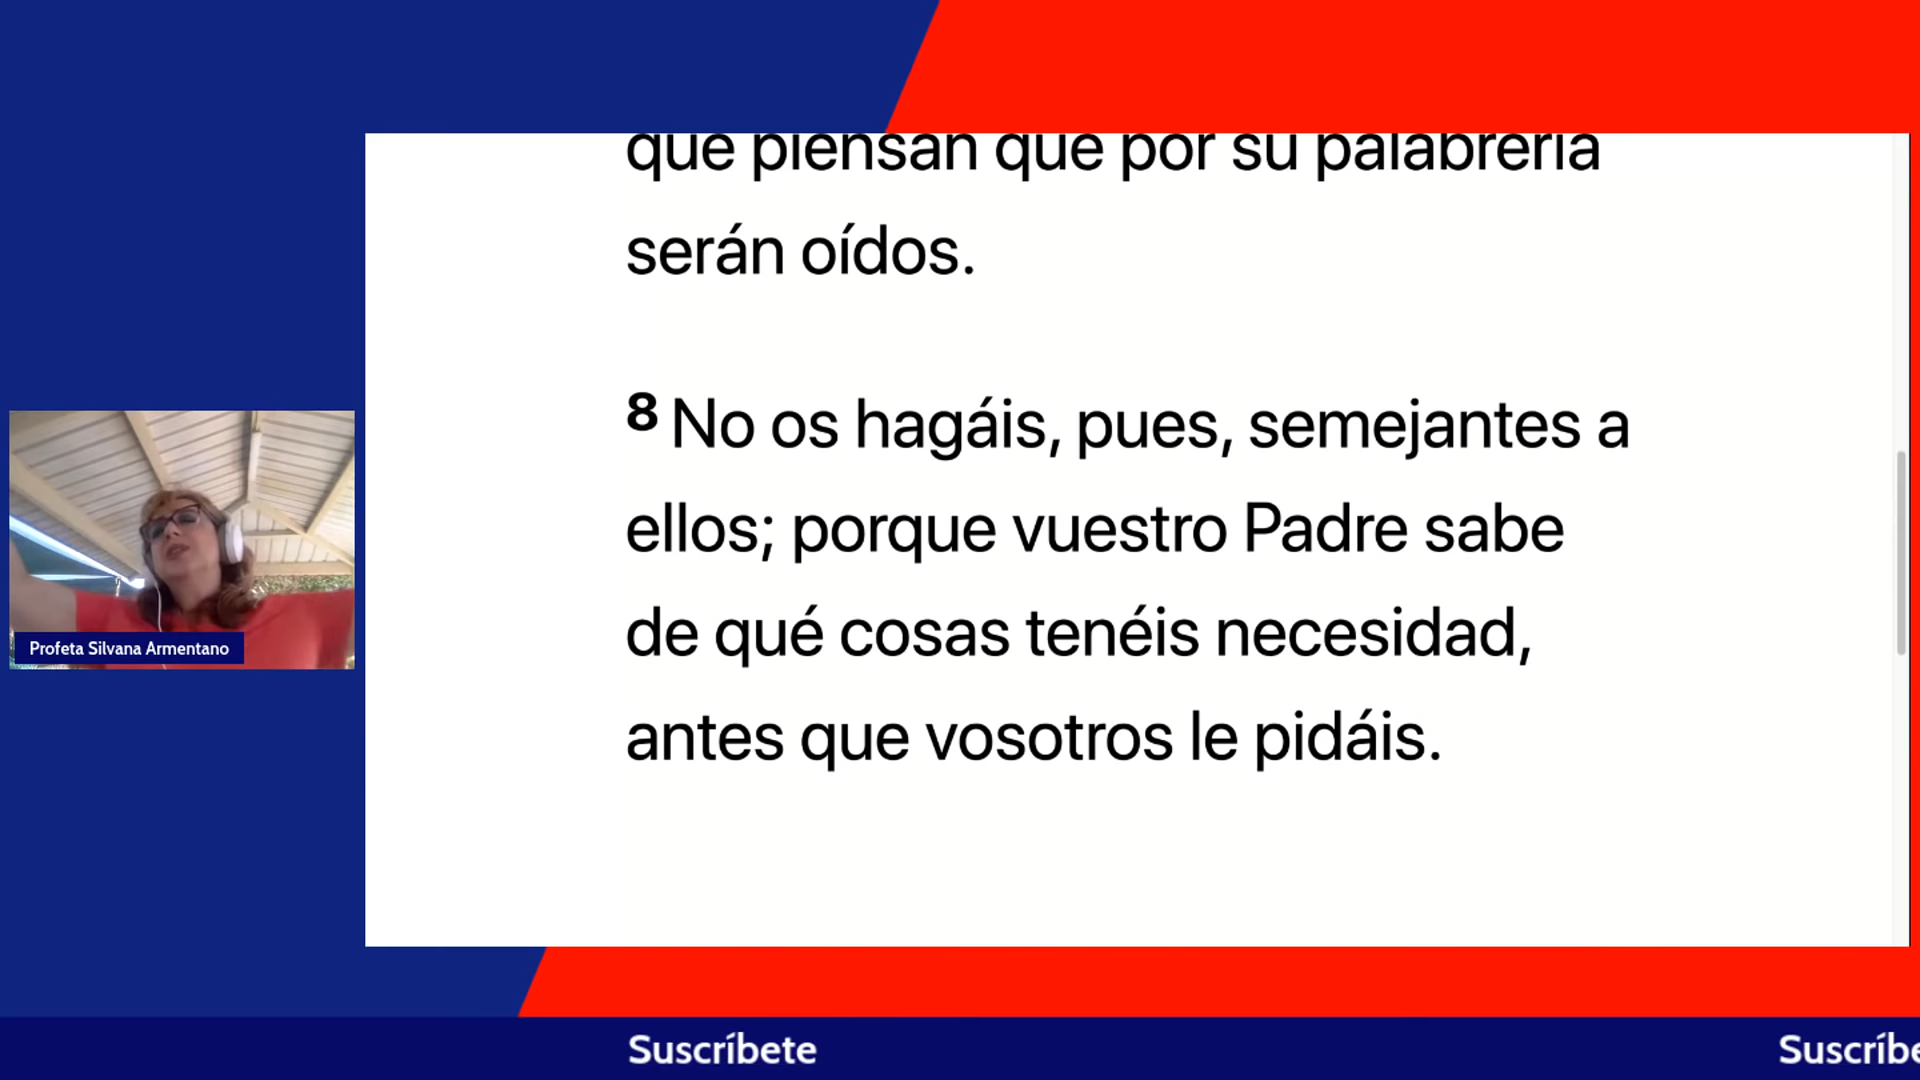 que piensan que por su palabrería
serán oídos.
8 No os hagáis, pues, semejantes a
ellos; porque vuestro Padre sabe
de qué cosas tenéis necesidad,
antes que vosotros le pidáis.
Profeta Silvana Armentano
Suscríbete
Suscríbe